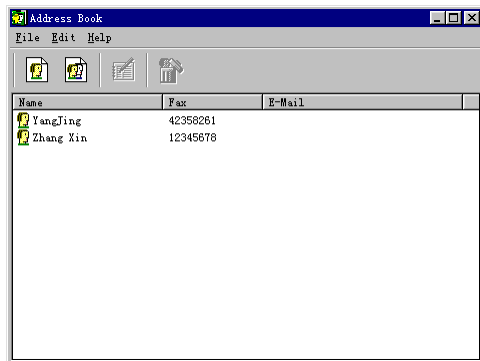 Address Book
File Edit Help
Name Fax E-Mail
YangJing 42358261
Zhang Xin 12345678